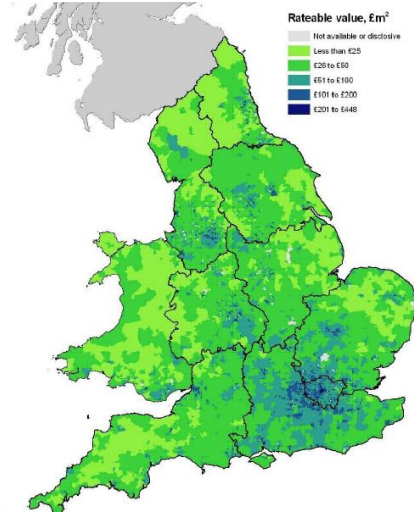 Rateable value, £m²
Not available or disclosive
Less than £25
£26 to £50
£51 to £100
£101 to £200
£201 to £448